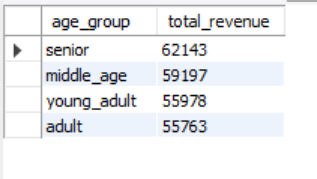 age_group total_revenue
senior 62143
middle_age 59197
young_adult 55978
adult 55763